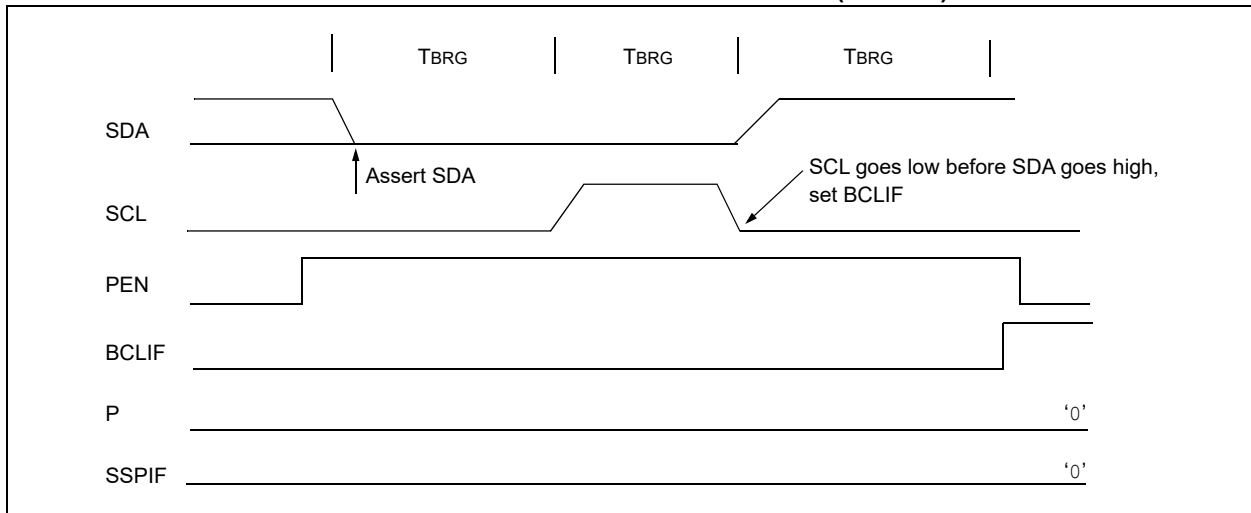 TBRG TBRG TBRG
SDA
Assert SDA
SCL goes low before SDA goes high,
set BCLIF
SCL
PEN
BCLIF
P
‘0’
SSPIF
‘0’